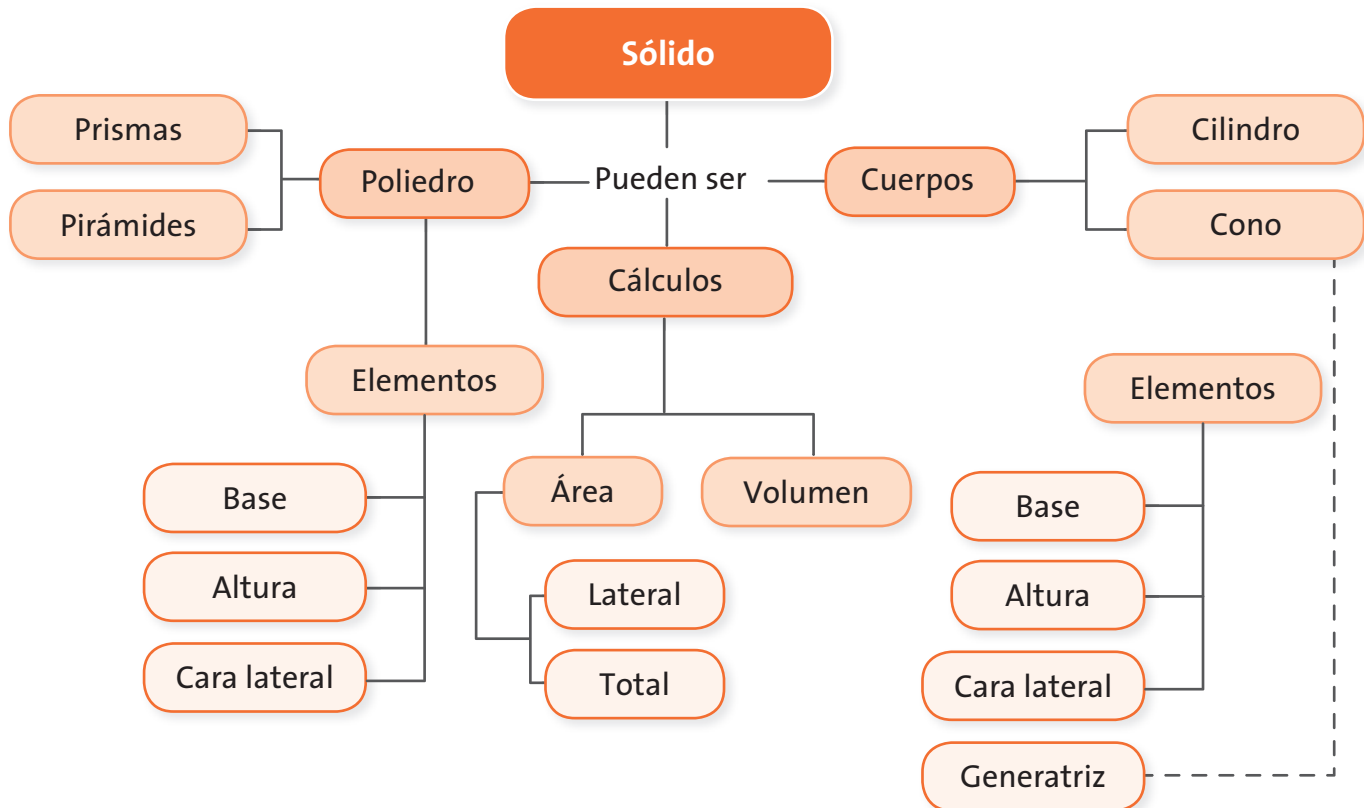 Sólido
Prismas
Pirámides
Poliedro
Pueden ser
Cuerpos
Cilindro
Cono
Cálculos
Elementos
Base
Altura
Cara lateral
Área
Volumen
Lateral
Total
Elementos
Base
Altura
Cara lateral
Generatriz